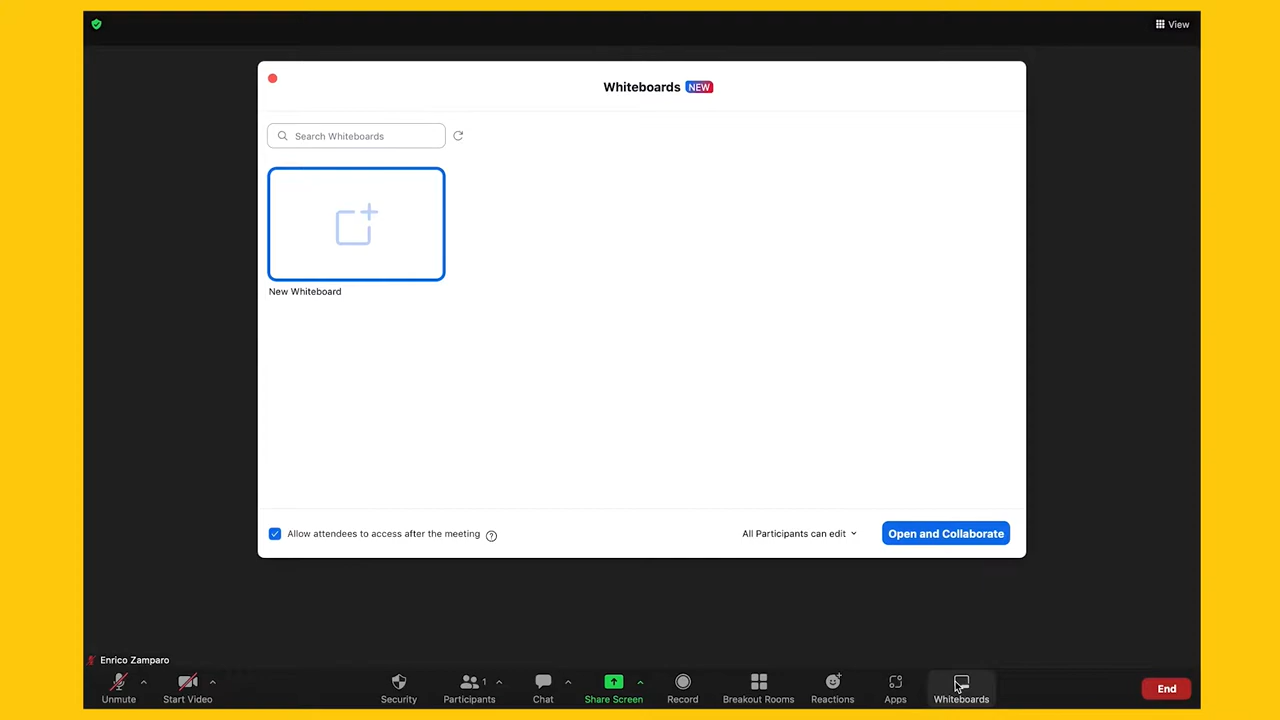 View
Whiteboards NEW
Search Whiteboards
New Whiteboard
Allow attendees to access after the meeting ?
All Participants can edit
Open and Collaborate
Enrico Zamparo
Unmute
Start Video
Security
Participants 1
Chat
Share Screen
Record
Breakout Rooms
Reactions
Apps
Whiteboards
End